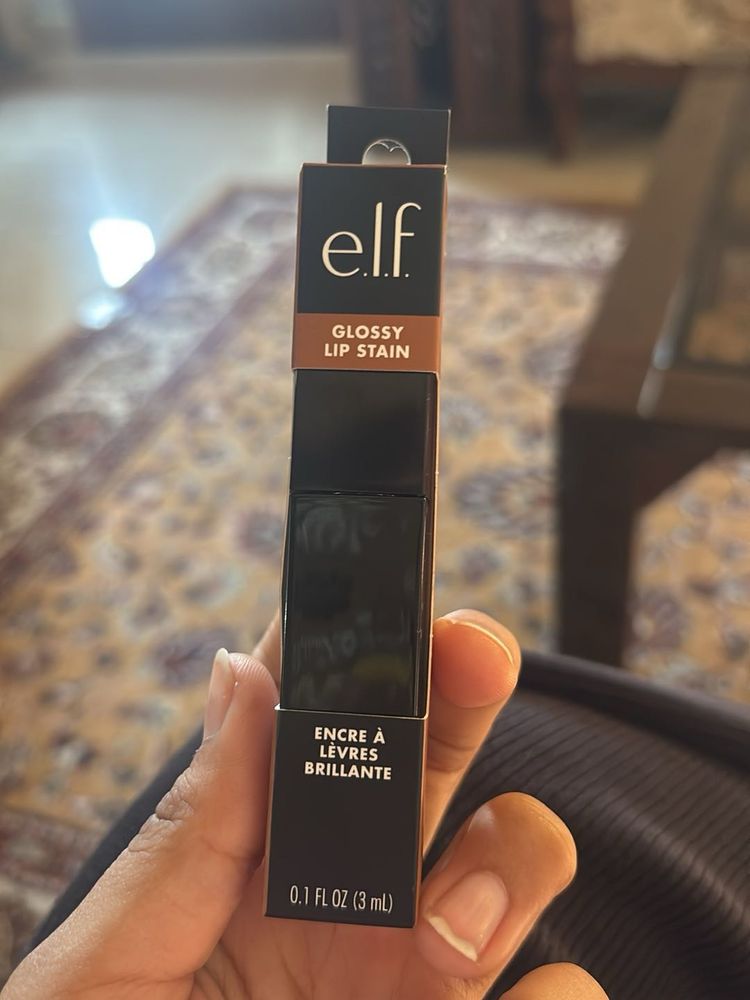 e.l.f.
GLOSSY
LIP STAIN
ENCRE À
LÈVRES
BRILLANTE
0.1 FL OZ (3 mL)